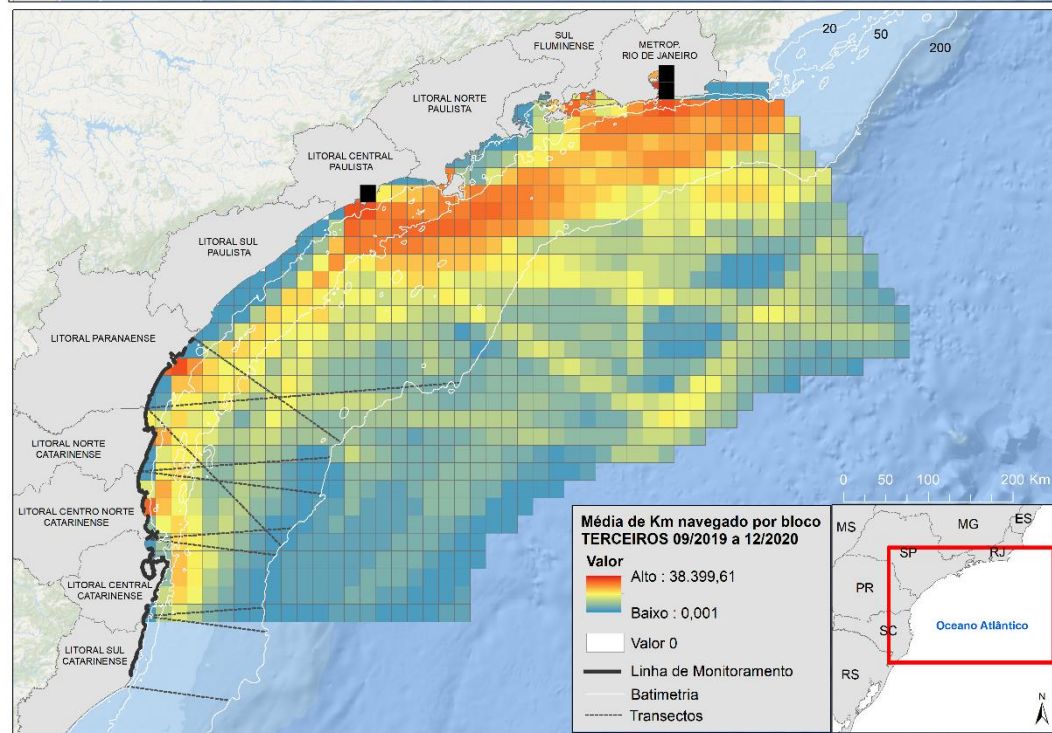 SUL
FLUMINENSE
METROP.
RIO DE JANEIRO
20
50
200
LITORAL NORTE
PAULISTA
LITORAL CENTRAL
PAULISTA
LITORAL SUL
PAULISTA
LITORAL PARANAENSE
LITORAL NORTE
CATARINENSE
LITORAL CENTRO NORTE
CATARINENSE
LITORAL CENTRAL
CATARINENSE
LITORAL SUL
CATARINENSE
Média de Km navegado por bloco
TERCEIROS 09/2019 a 12/2020
Valor
Alto : 38.399,61
Baixo : 0,001
Valor 0
Linha de Monitoramento
Batimetria
Transectos
0 50 100 200 Km
MS
MG
ES
SP
RJ
PR
SC
RS
Oceano Atlântico
N